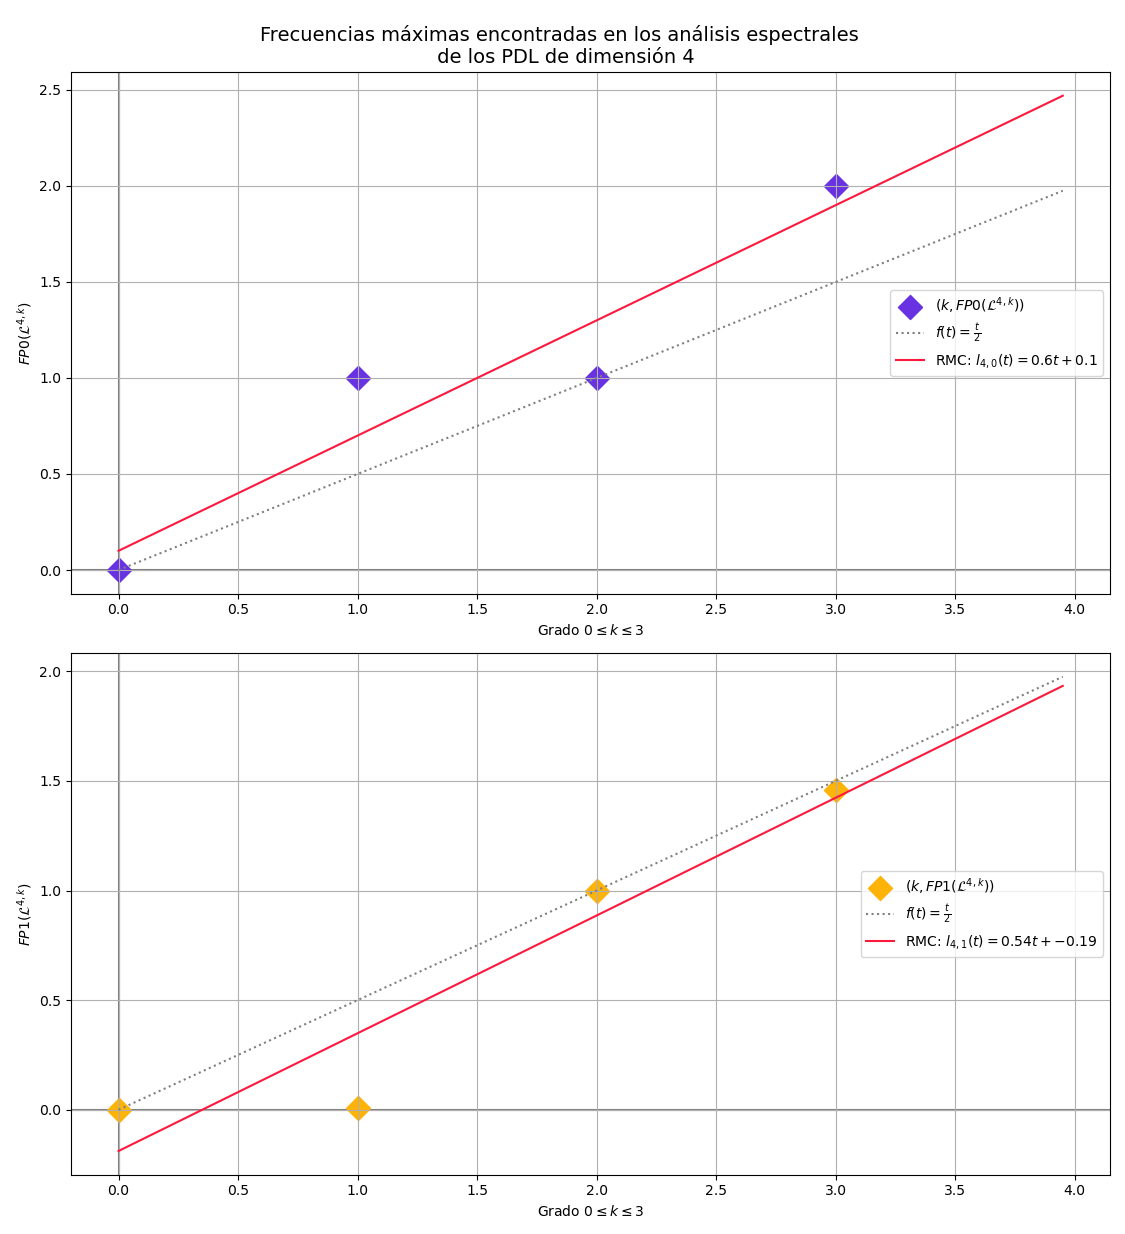 Frecuencias máximas encontradas en los análisis espectrales
de los PDL de dimensión 4
2.5
2.0
1.5
1.0
0.5
0.0
FP0(ℒ^{4,k})
(k, FP0(ℒ^{4,k}))
f(t) = t/2
RMC: l_{4,0}(t) = 0.6t + 0.1
0.0 0.5 1.0 1.5 2.0 2.5 3.0 3.5 4.0
Grado 0 ≤ k ≤ 3
2.0
1.5
1.0
0.5
0.0
FP1(ℒ^{4,k})
(k, FP1(ℒ^{4,k}))
f(t) = t/2
RMC: l_{4,1}(t) = 0.54t + −0.19
0.0 0.5 1.0 1.5 2.0 2.5 3.0 3.5 4.0
Grado 0 ≤ k ≤ 3